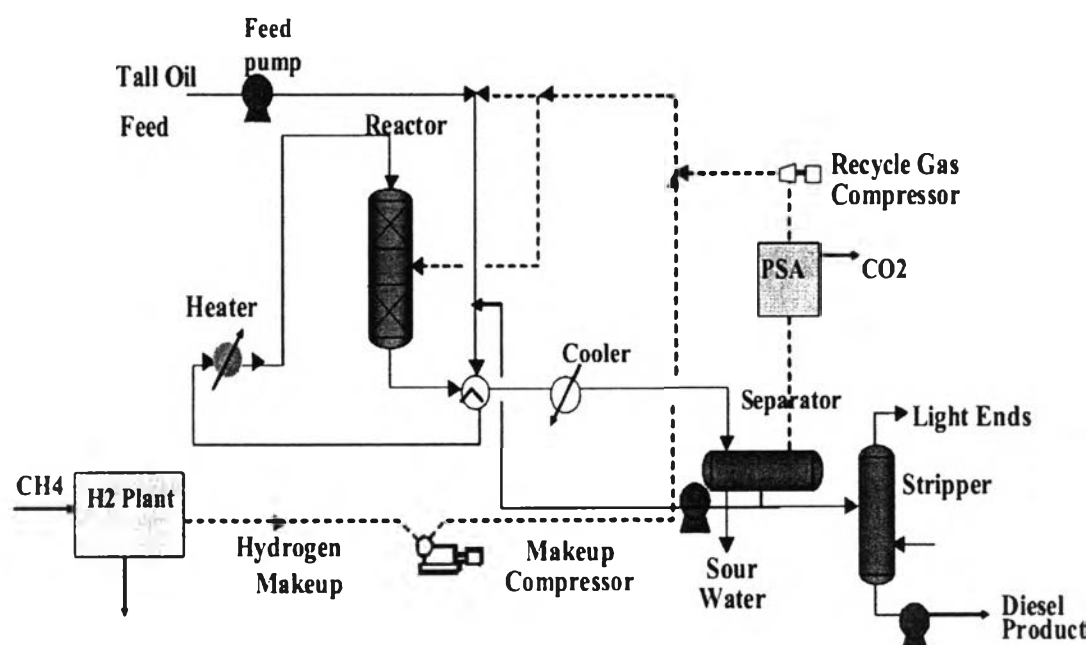 Feed
pump
Tall Oil
Feed
Reactor
Recycle Gas
Compressor
PSA
CO2
Heater
Cooler
Separator
Light Ends
CH4
H2 Plant
Stripper
Hydrogen
Makeup
Makeup
Compressor
Sour
Water
Diesel
Product